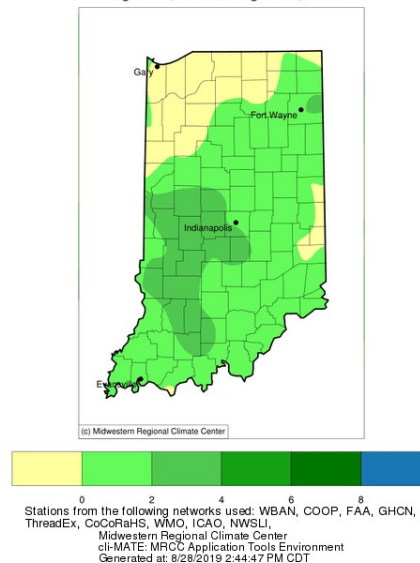 Gary
Fort Wayne
Indianapolis
(c) Midwestern Regional Climate Center
0 2 4 6 8
Stations from the following networks used: WBAN, COOP, FAA, GHCN,
ThreadEx, CoCoRaHS, WMO, ICAO, NWSLI,
Midwestern Regional Climate Center
cli-MATE: MRCC Application Tools Environment
Generated at: 8/28/2019 2:44:47 PM CDT